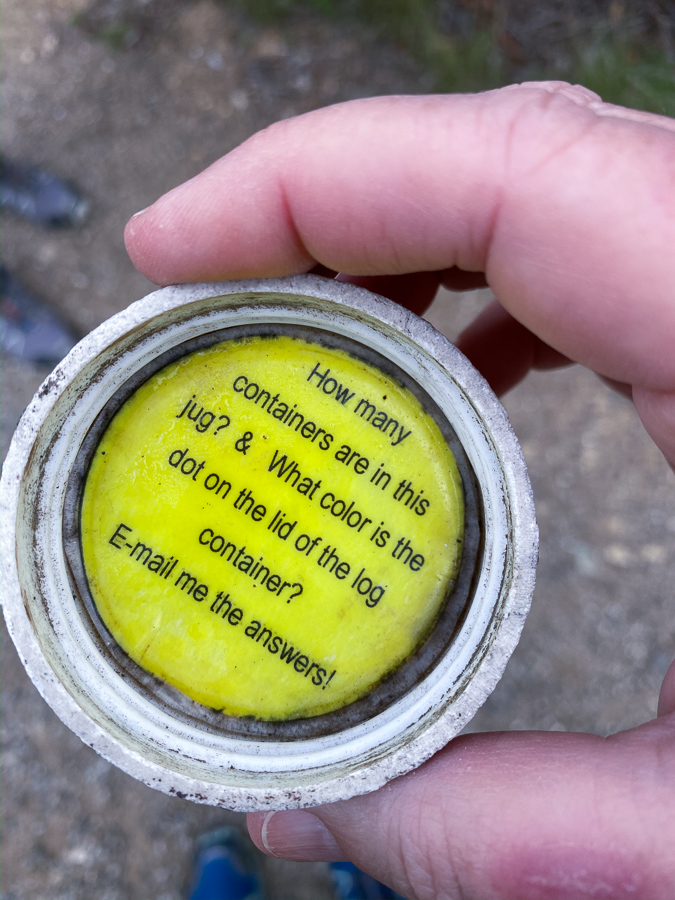 How many
containers are in this
jug? & What color is the
dot on the lid of the log
container?
E-mail me the answers!